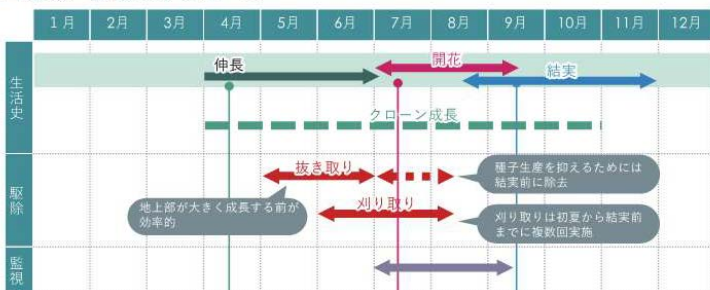 1月 2月 3月 4月 5月 6月 7月 8月 9月 10月 11月 12月
生活史
伸長
開花
結実
クローン成長
駆除
抜き取り
種子生産を抑えるためには
結実前に除去
地上部が大きく成長する前が
効率的
刈り取り
刈り取りは初夏から結実前
までに複数回実施
監視